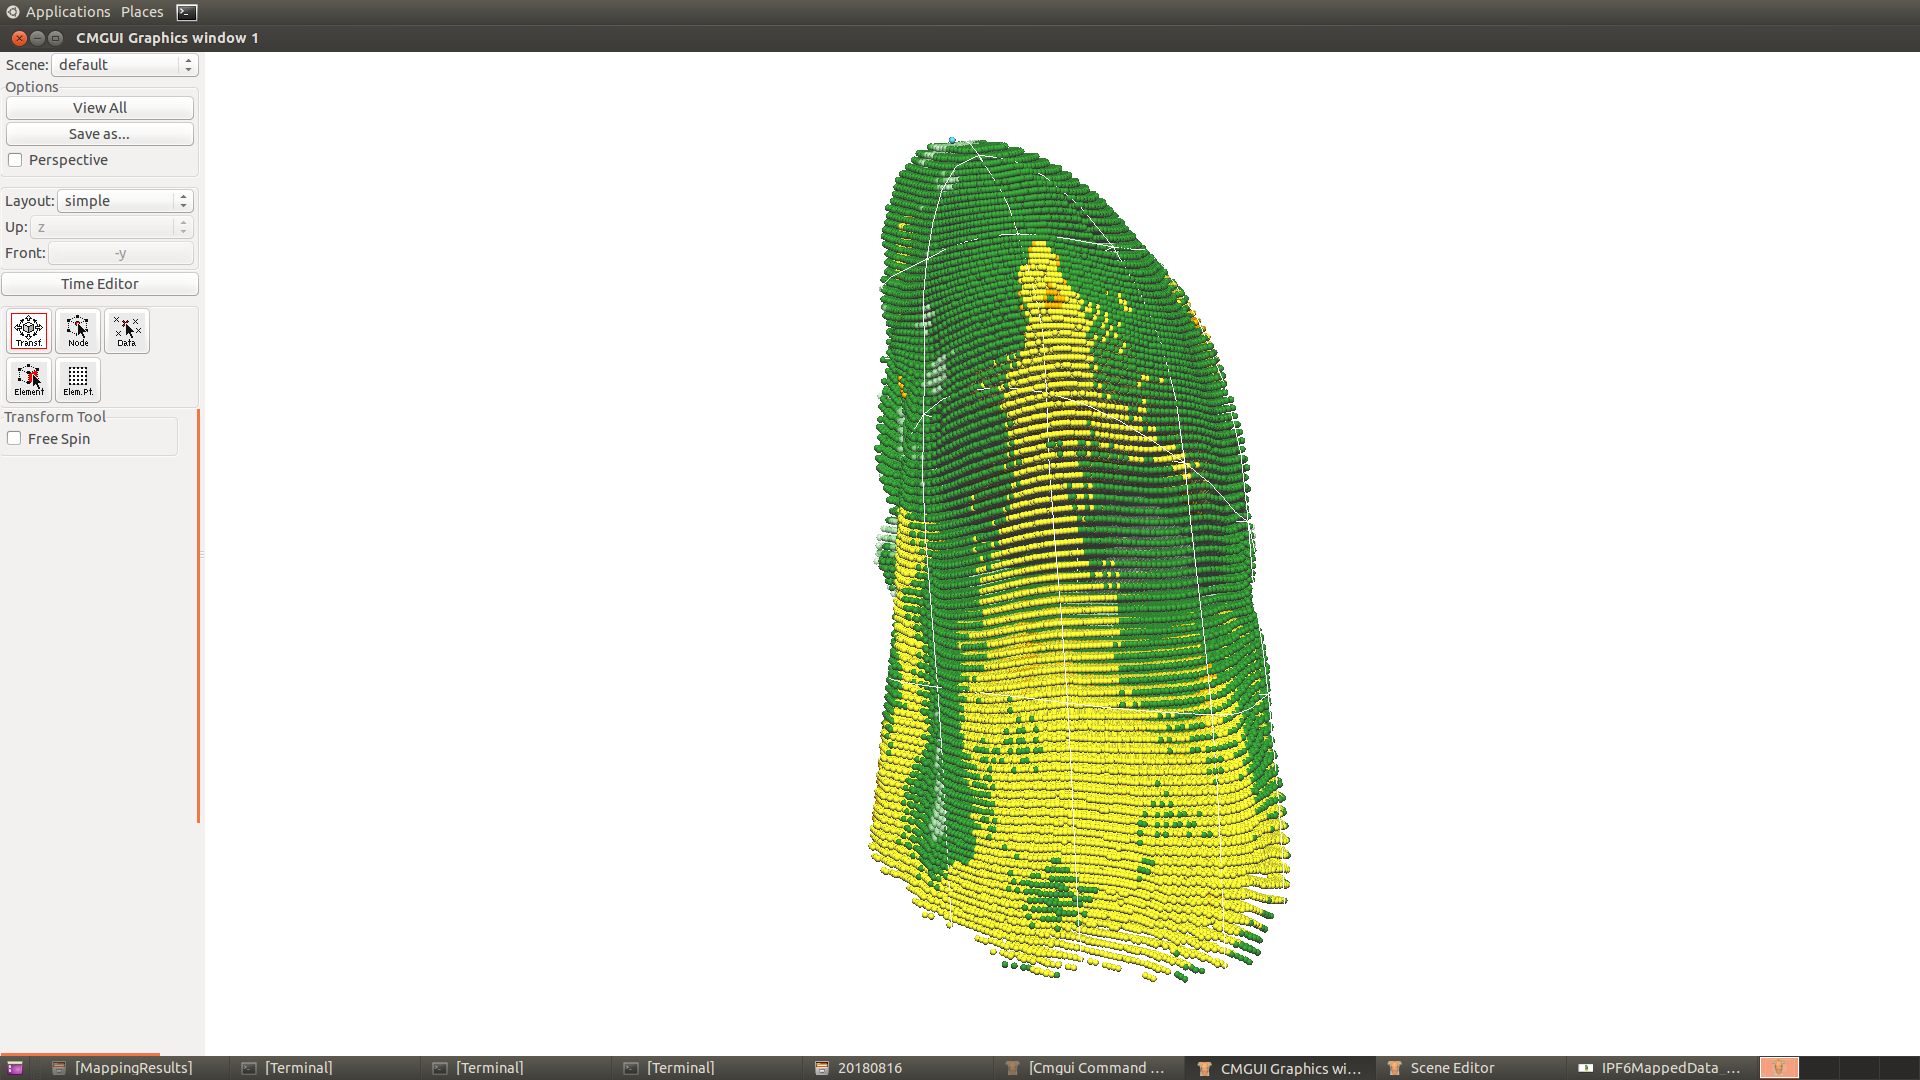 Applications Places
CMGUI Graphics window 1
Scene: default
Options
View All
Save as...
Perspective
Layout: simple
Up: z
Front: -y
Time Editor
Transf. Node Data
Element Elem.Pt.
Transform Tool
Free Spin
[MappingResults] [Terminal] [Terminal] [Terminal] 20180816 [Cmgui Command ... CMGUI Graphics wi... Scene Editor IPF6MappedData_...